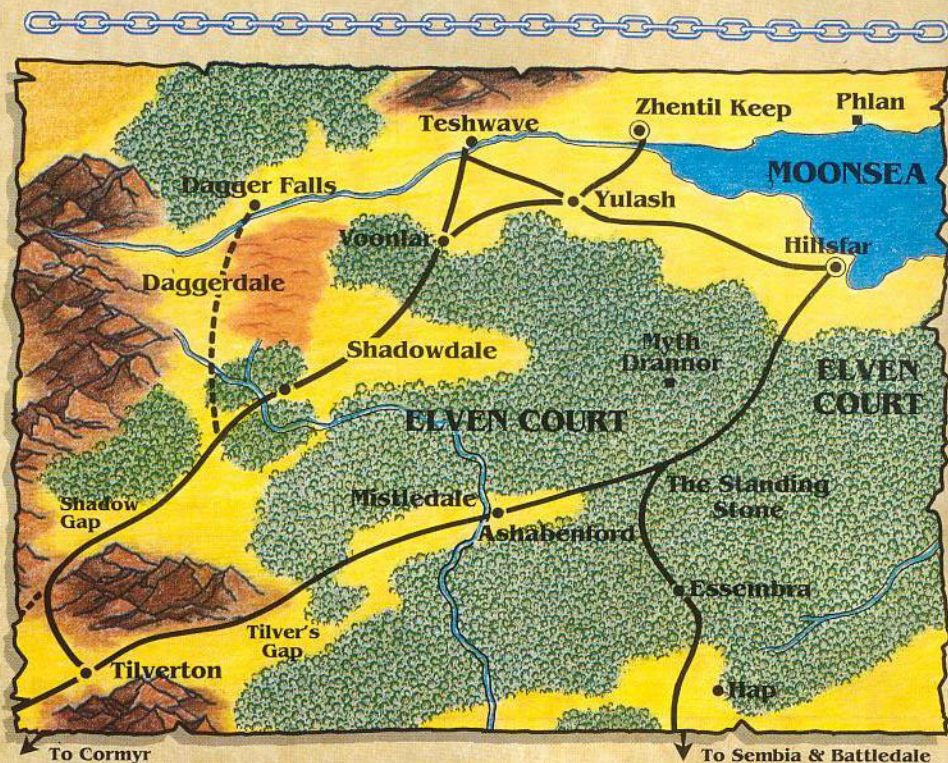 Zhentil Keep
Phlan
Teshwave
MOONSEA
Dagger Falls
Yulash
Voonlar
Hillsfar
Daggerdale
Shadowdale
Myth
Drannor
ELVEN
COURT
ELVEN COURT
The Standing
Stone
Mistledale
Shadow
Gap
Ashabenford
Essembra
Tilver's
Gap
Tilverton
Hap
To Cormyr
To Sembia & Battledale